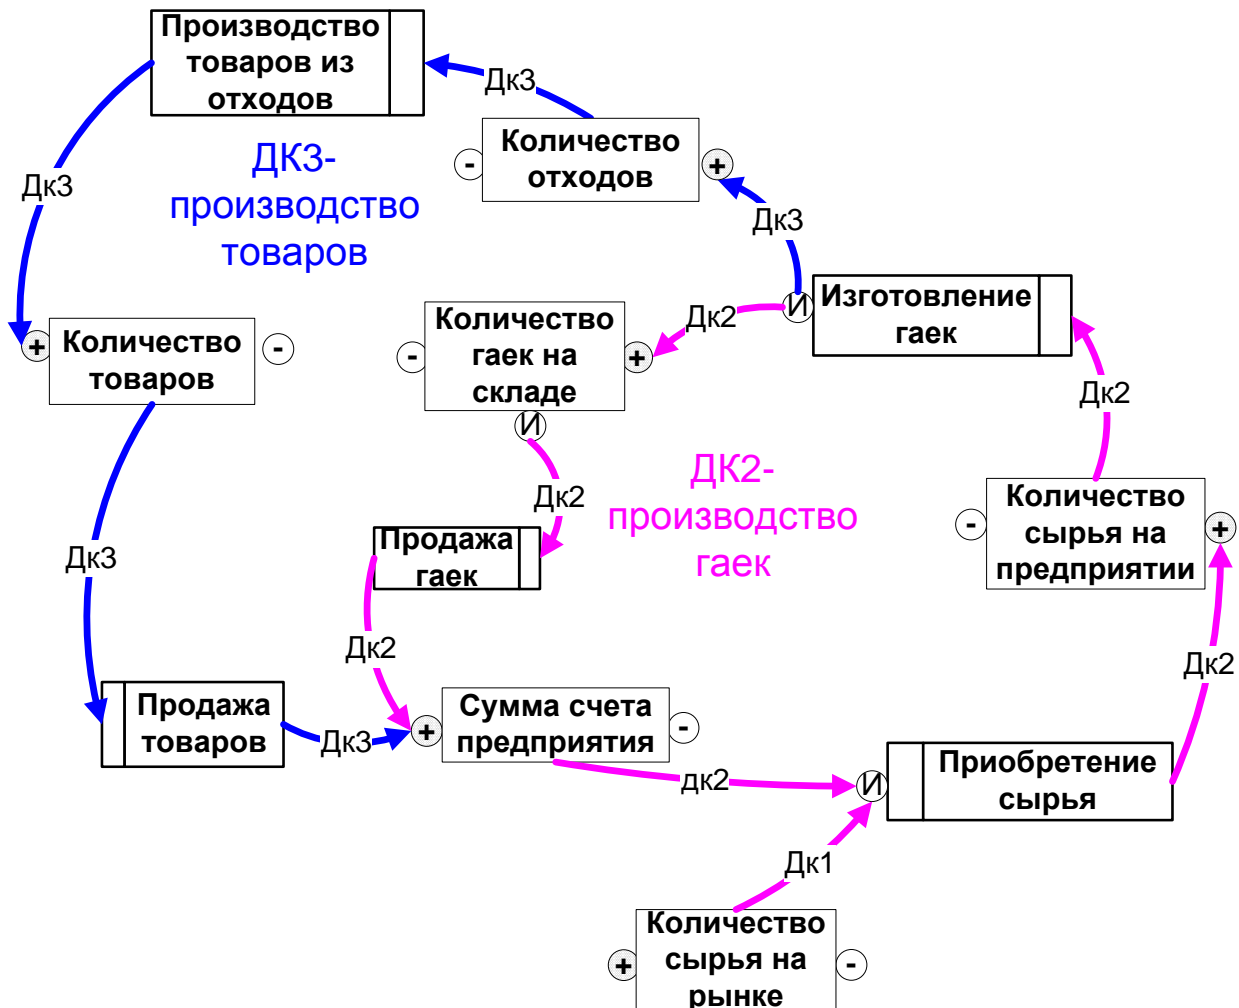 Производство
товаров из
отходов
Дк3
Количество
отходов
-
+
ДК3-
производство
товаров
Дк3
Дк3
Изготовление
гаек
И
Дк2
Количество
гаек на
складе
-
+
И
+
Количество
товаров
-
Дк2
ДК2-
производство
гаек
Дк2
Количество
сырья на
предприятии
-
+
Продажа
гаек
Дк3
Дк2
Дк2
Продажа
товаров
Дк3
+
Сумма счета
предприятия
-
дк2
И
Приобретение
сырья
Дк1
Количество
сырья на
рынке
+
-